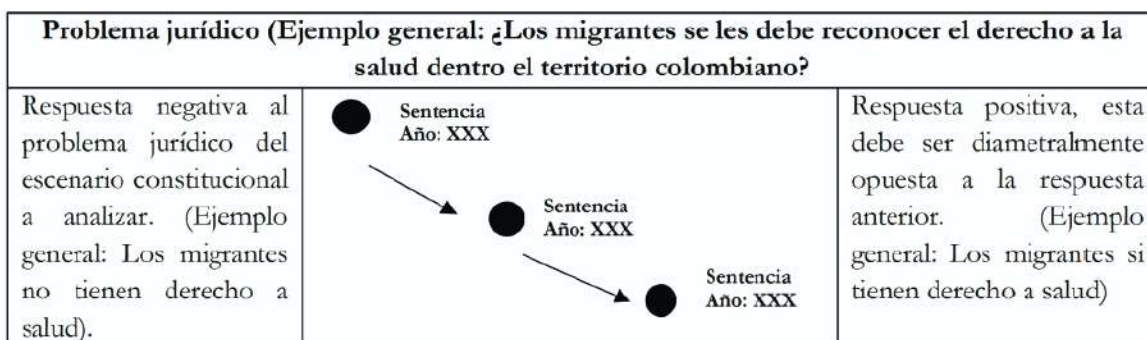 Problema jurídico (Ejemplo general: ¿Los migrantes se les debe reconocer el derecho a la
salud dentro el territorio colombiano?
Respuesta negativa al
problema jurídico del
escenario constitucional
a analizar. (Ejemplo
general: Los migrantes
no tienen derecho a
salud).
Sentencia
Año: XXX
Sentencia
Año: XXX
Sentencia
Año: XXX
Respuesta positiva, esta
debe ser diametralmente
opuesta a la respuesta
anterior. (Ejemplo
general: Los migrantes si
tienen derecho a salud)